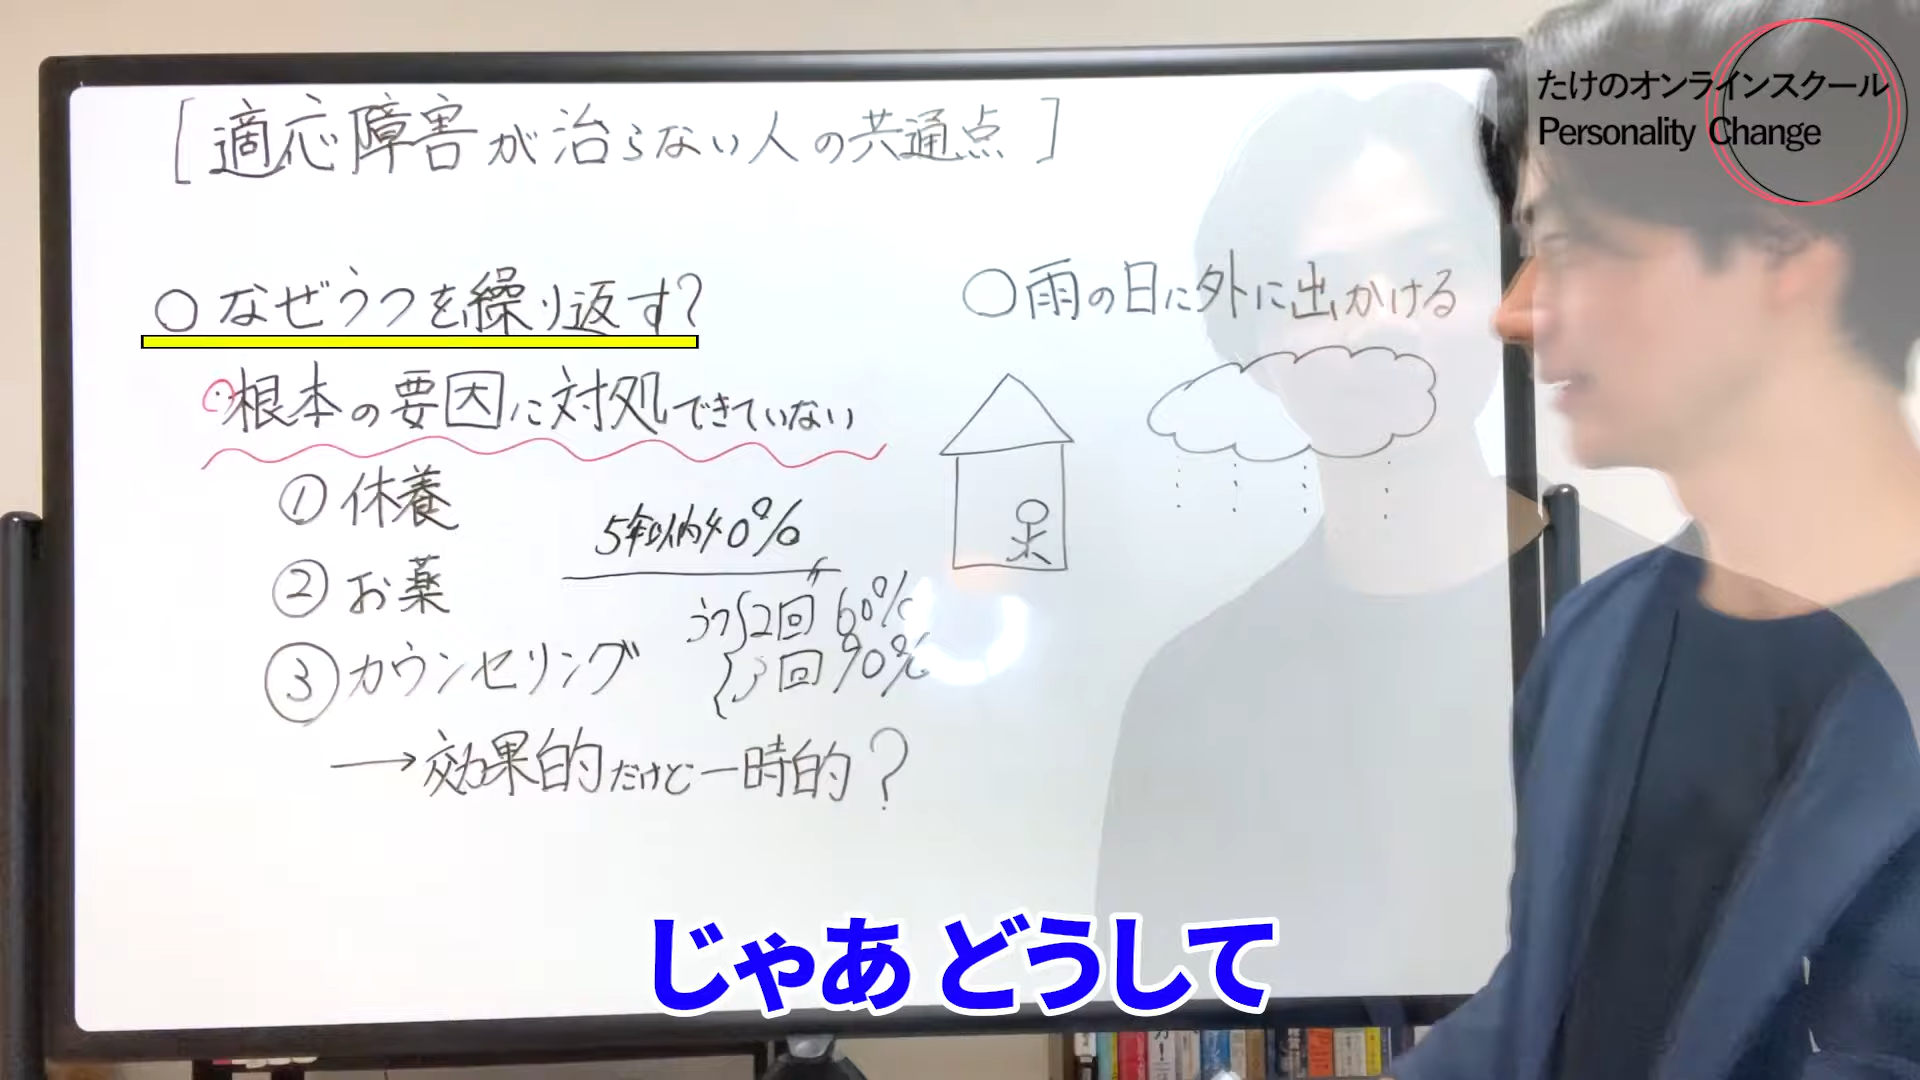 たけのオンラインスクール
Personality Change
[適応障害が治らない人の共通点]
○なぜうつを繰り返す?
・根本の要因に対処できていない
①休養
②お薬
③カウンセリング
→効果的だけど一時的?
5年以内40%
うつ2回 60%
3回 90%
○雨の日に外に出かける
じゃあ どうして